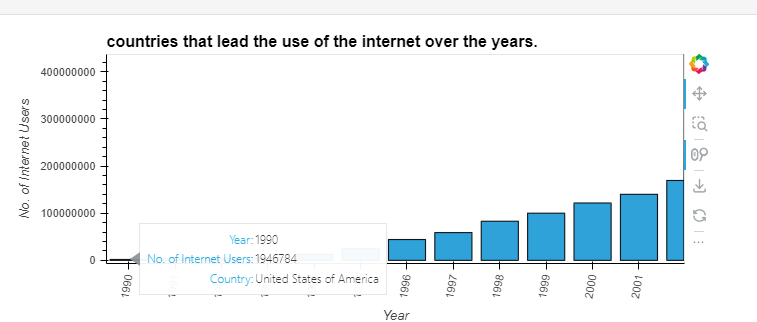 countries that lead the use of the internet over the years.
No. of Internet Users
400000000
300000000
200000000
100000000
0
Year: 1990
No. of Internet Users: 1946784
Country: United States of America
1990
1996
1997
1998
1999
2000
2001
Year